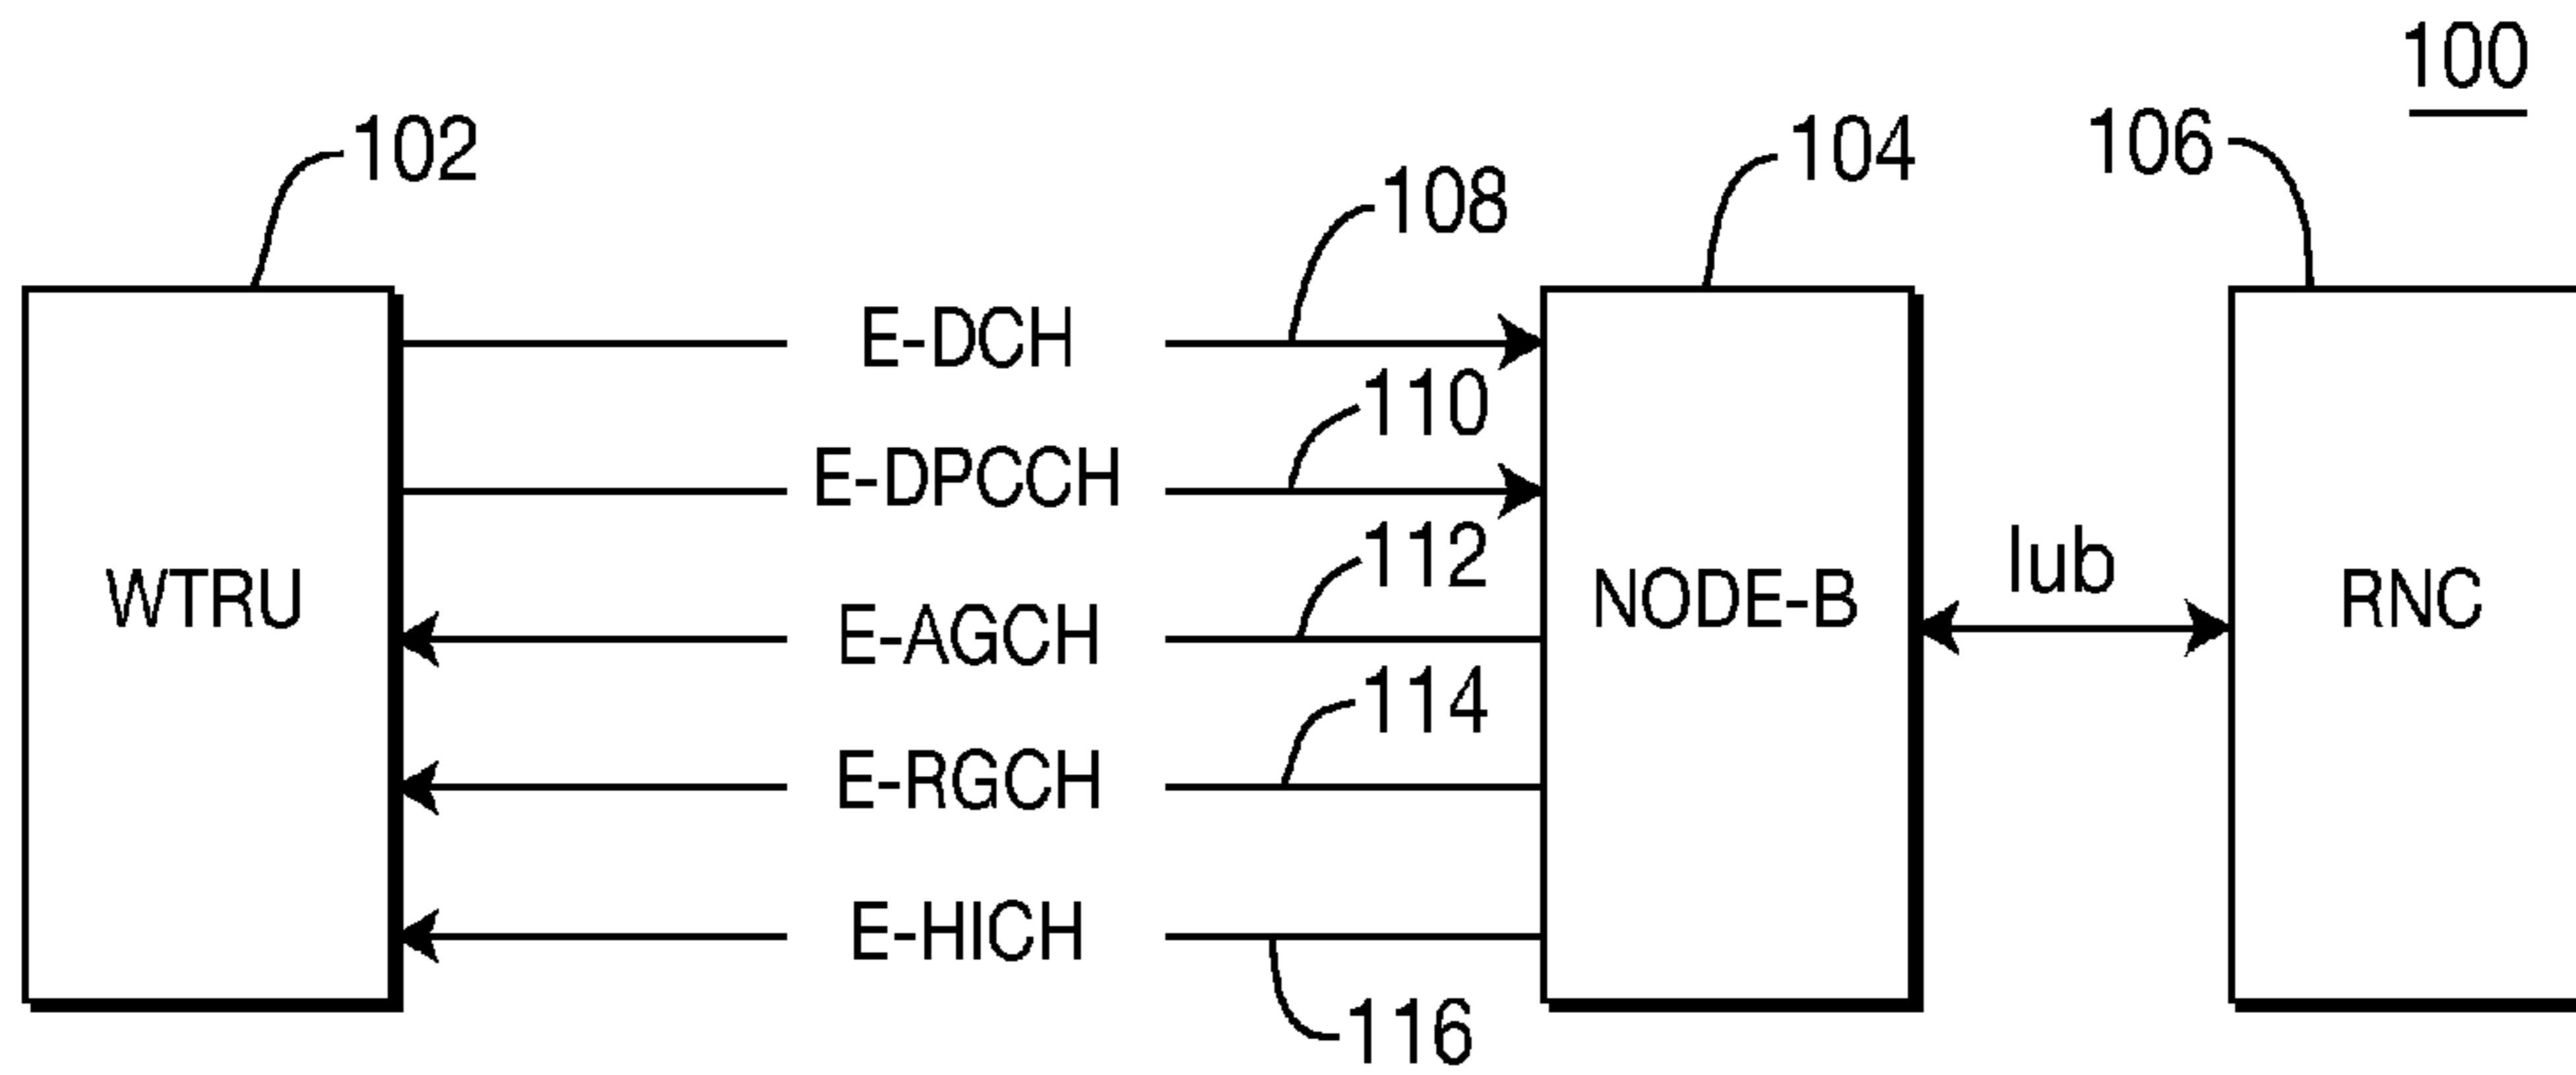 100
102
104
106
108
E-DCH
110
E-DPCCH
112
Iub
WTRU
NODE-B
RNC
E-AGCH
114
E-RGCH
E-HICH
116